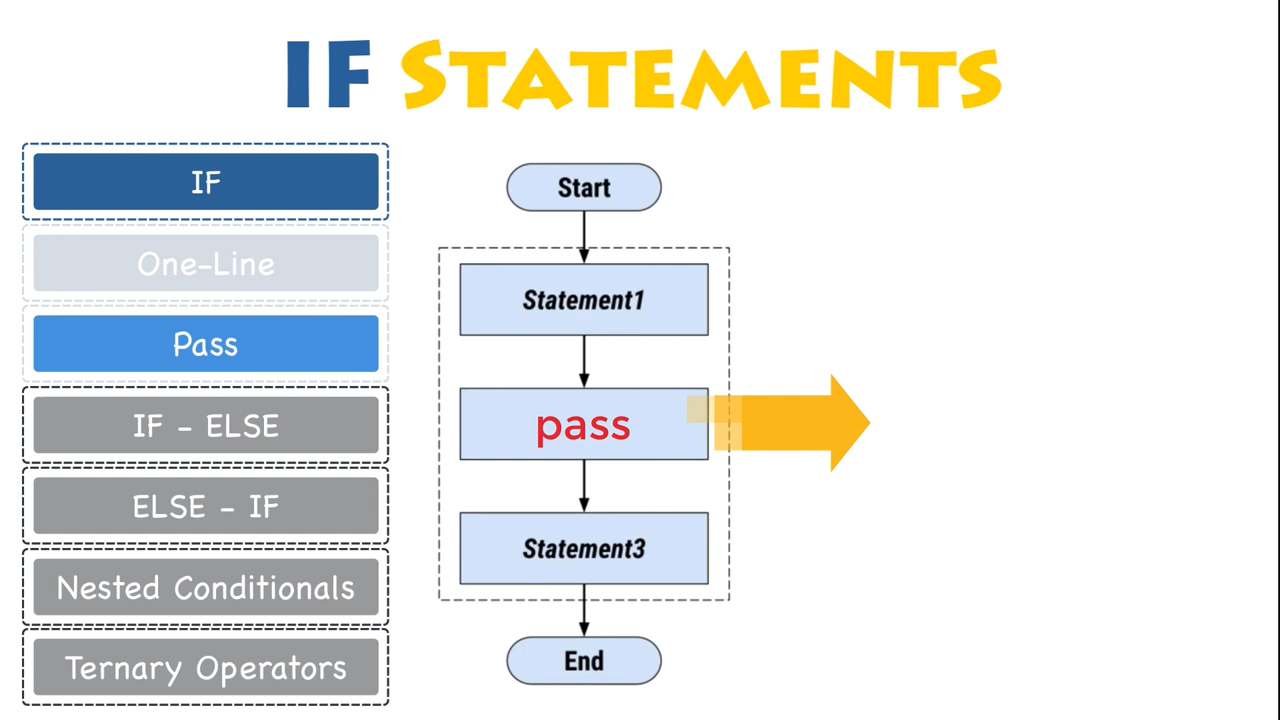 IF STATEMENTS
IF
One-Line
Pass
IF - ELSE
ELSE - IF
Nested Conditionals
Ternary Operators
Start
Statement1
pass
Statement3
End